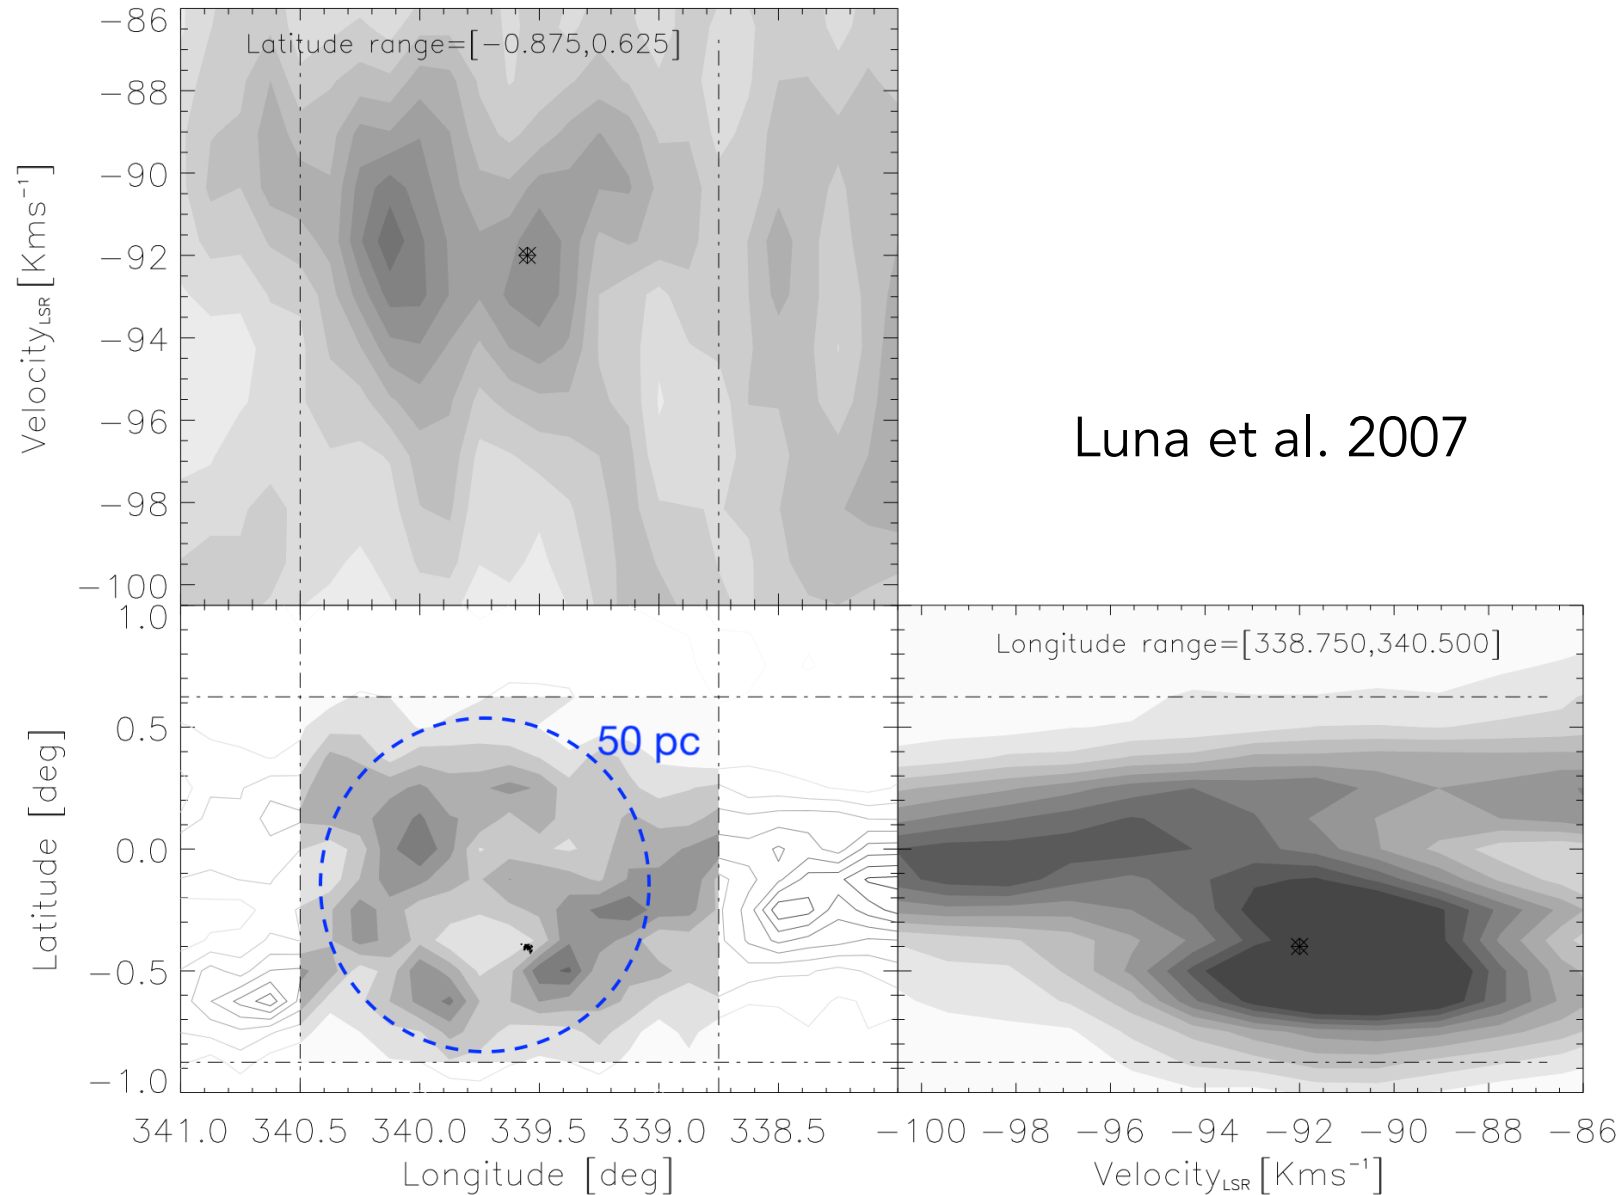 −86
Latitude range=[−0.875,0.625]
−88
−90
−92
−94
−96
−98
−100
Velocity_LSR [Kms⁻¹]
Luna et al. 2007
1.0
0.5
0.0
−0.5
−1.0
Latitude [deg]
50 pc
Longitude range=[338.750,340.500]
341.0 340.5 340.0 339.5 339.0 338.5
−100 −98 −96 −94 −92 −90 −88 −86
Longitude [deg]
Velocity_LSR [Kms⁻¹]